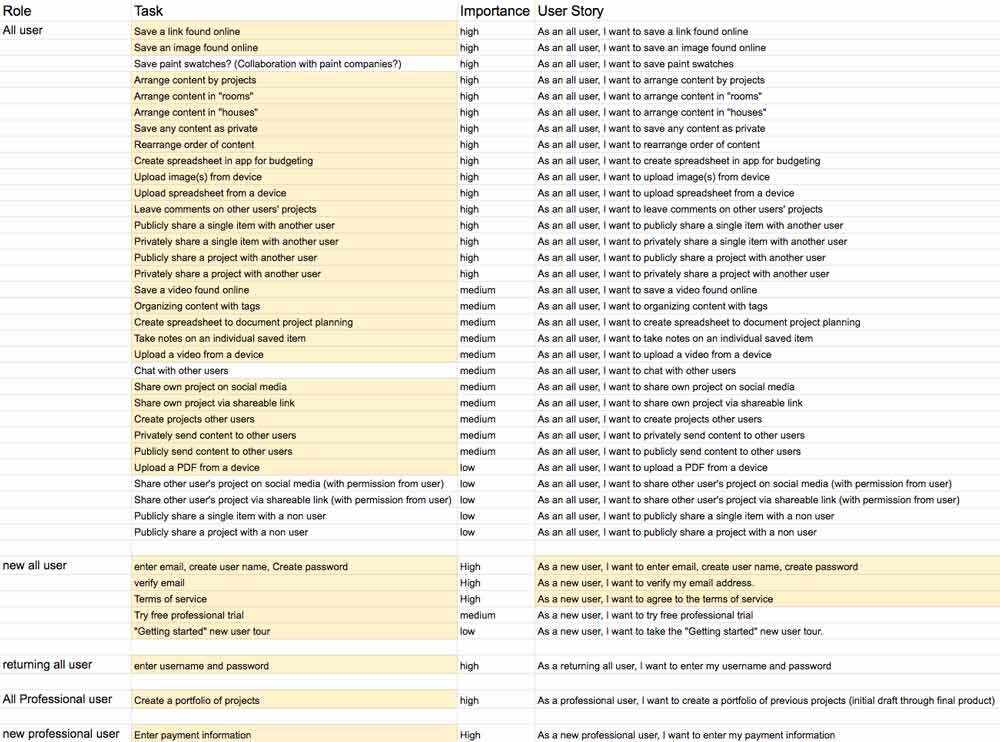 Role Task Importance User Story
All user Save a link found online high As an all user, I want to save a link found online
Save an image found online high As an all user, I want to save an image found online
Save paint swatches? (Collaboration with paint companies?) high As an all user, I want to save paint swatches
Arrange content by projects high As an all user, I want to arrange content by projects
Arrange content in "rooms" high As an all user, I want to arrange content in "rooms"
Arrange content in "houses" high As an all user, I want to arrange content in "houses"
Save any content as private high As an all user, I want to save any content as private
Rearrange order of content high As an all user, I want to rearrange order of content
Create spreadsheet in app for budgeting high As an all user, I want to create spreadsheet in app for budgeting
Upload image(s) from device high As an all user, I want to upload image(s) from device
Upload spreadsheet from a device high As an all user, I want to upload spreadsheet from a device
Leave comments on other users' projects high As an all user, I want to leave comments on other users' projects
Publicly share a single item with another user high As an all user, I want to publicly share a single item with another user
Privately share a single item with another user high As an all user, I want to privately share a single item with another user
Publicly share a project with another user high As an all user, I want to publicly share a project with another user
Privately share a project with another user high As an all user, I want to privately share a project with another user
Save a video found online medium As an all user, I want to save a video found online
Organizing content with tags medium As an all user, I want to organizing content with tags
Create spreadsheet to document project planning medium As an all user, I want to create spreadsheet to document project planning
Take notes on an individual saved item medium As an all user, I want to take notes on an individual saved item
Upload a video from a device medium As an all user, I want to upload a video from a device
Chat with other users medium As an all user, I want to chat with other users
Share own project on social media medium As an all user, I want to share own project on social media
Share own project via shareable link medium As an all user, I want to share own project via shareable link
Create projects other users medium As an all user, I want to create projects other users
Privately send content to other users medium As an all user, I want to privately send content to other users
Publicly send content to other users medium As an all user, I want to publicly send content to other users
Upload a PDF from a device low As an all user, I want to upload a PDF from a device
Share other user's project on social media (with permission from user) low As an all user, I want to share other user's project on social media (with permission from user)
Share other user's project via shareable link (with permission from user) low As an all user, I want to share other user's project via shareable link (with permission from user)
Publicly share a single item with a non user low As an all user, I want to publicly share a single item with a non user
Publicly share a project with a non user low As an all user, I want to publicly share a project with a non user
new all user enter email, create user name, Create password High As a new user, I want to enter email, create user name, create password
verify email High As a new user, I want to verify my email address.
Terms of service High As a new user, I want to agree to the terms of service
Try free professional trial medium As a new user, I want to try free professional trial
"Getting started" new user tour low As a new user, I want to take the "Getting started" new user tour.
returning all user enter username and password high As a returning all user, I want to enter my username and password
All Professional user Create a portfolio of projects high As a professional user, I want to create a portfolio of previous projects (initial draft through final product)
new professional user Enter payment information High As a new professional user, I want to enter my payment information